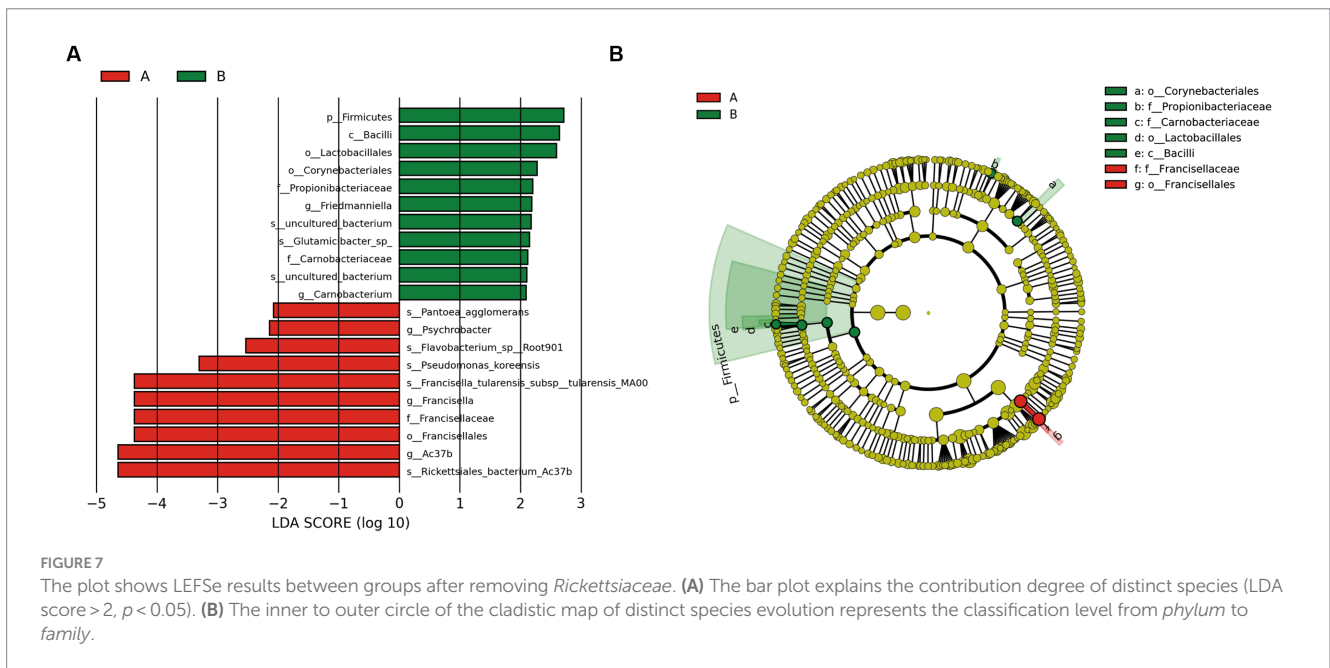 A
A
B
p__Firmicutes
c__Bacilli
o__Lactobacillales
o__Corynebacteriales
f__Propionibacteriaceae
g__Friedmanniella
s__uncultured_bacterium
s__Glutamicibacter_sp_
f__Carnobacteriaceae
s__uncultured_bacterium
g__Carnobacterium
s__Pantoea_agglomerans
g__Psychrobacter
s__Flavobacterium_sp__Root901
s__Pseudomonas_koreensis
s__Francisella_tularensis_subsp__tularensis_MA00
g__Francisella
f__Francisellaceae
o__Francisellales
g__Ac37b
s__Rickettsiales_bacterium_Ac37b
−5 −4 −3 −2 −1 0 1 2 3
LDA SCORE (log 10)
B
A
B
a: o__Corynebacteriales
b: f__Propionibacteriaceae
c: f__Carnobacteriaceae
d: o__Lactobacillales
e: c__Bacilli
f: f__Francisellaceae
g: o__Francisellales
b
a
p__Firmicutes
e
d
c
g
FIGURE 7
The plot shows LEFSe results between groups after removing Rickettsiaceae. (A) The bar plot explains the contribution degree of distinct species (LDA
score > 2, p < 0.05). (B) The inner to outer circle of the cladistic map of distinct species evolution represents the classification level from phylum to
family.